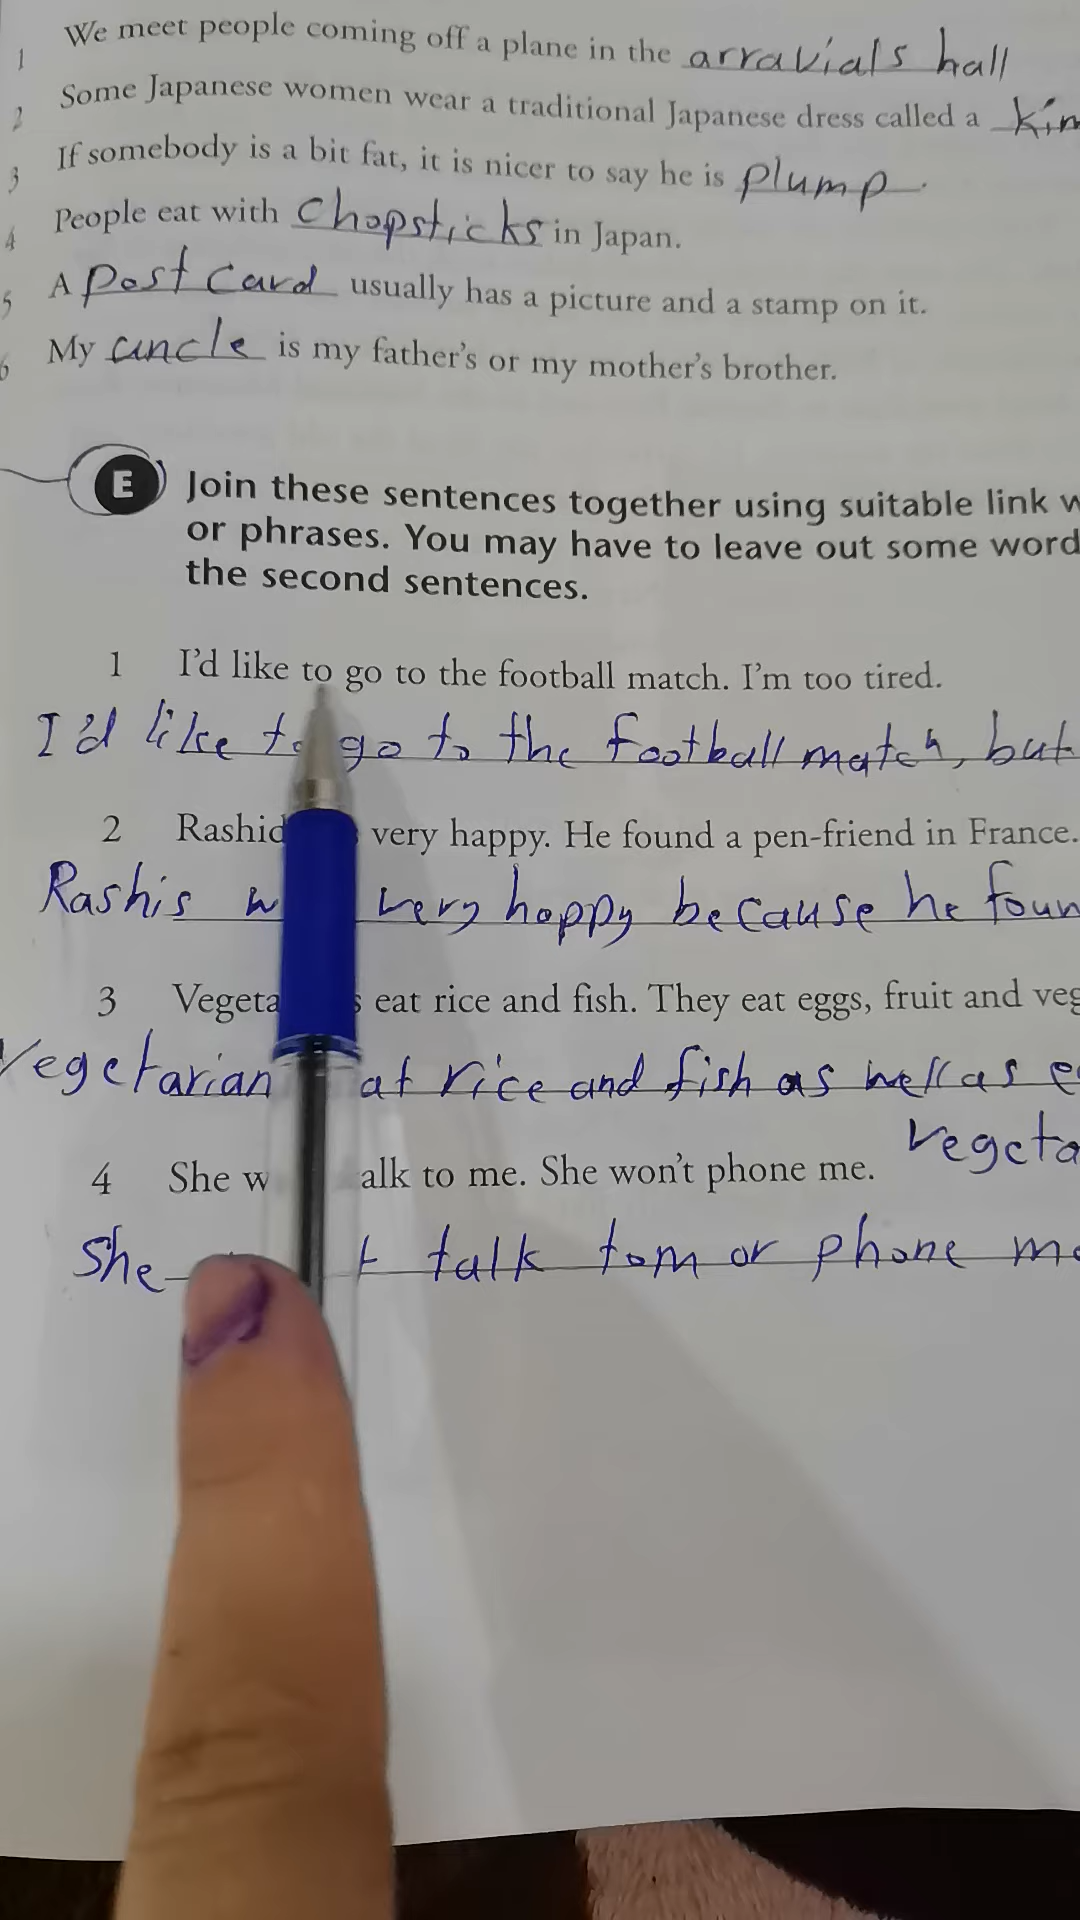 1 We meet people coming off a plane in the arravials hall
2 Some Japanese women wear a traditional Japanese dress called a
3 If somebody is a bit fat, it is nicer to say he is plump.
4 People eat with chopsticks in Japan.
5 A Post Card usually has a picture and a stamp on it.
6 My uncle is my father's or my mother's brother.
E Join these sentences together using suitable link
or phrases. You may have to leave out some word
the second sentences.
1 I'd like to go to the football match. I'm too tired.
I'd like to go to the football match, but
2 Rashid very happy. He found a pen-friend in France.
Rashis very happy because he foun
3 eat rice and fish. They eat eggs, fruit and veg
Vegetarian rice and fish as well as
vegeta
4 She to me. She won't phone me.
She talk tom or phone me